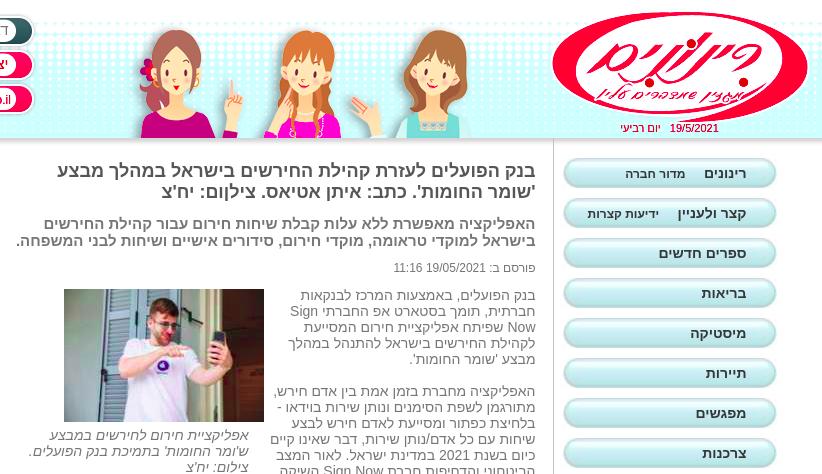 רינונים
מגזין שמדברים עליו
19/5/2021 יום רביעי
רינונים מדור חברה
קצר ולעניין ידיעות קצרות
ספרים חדשים
בריאות
מיסטיקה
תיירות
מפגשים
צרכנות
בנק הפועלים לעזרת קהילת החירשים בישראל במהלך מבצע
'שומר החומות'. כתב: איתן אטיאס. צילןום: יח'צ
האפליקציה מאפשרת ללא עלות קבלת שיחות חירום עבור קהילת החירשים
בישראל למוקדי טראומה, מוקדי חירום, סידורים אישיים ושיחות לבני המשפחה.
פורסם ב: 19/05/2021 11:16
בנק הפועלים, באמצעות המרכז לבנקאות
חברתית, תומך בסטארט אפ החברתי Sign
Now שפיתח אפליקציית חירום המסייעת
לקהילת החירשים בישראל להתנהל במהלך
מבצע 'שומר החומות'.
האפליקציה מחברת בזמן אמת בין אדם חירש,
מתורגמן לשפת הסימנים ונותן שירות בוידאו -
בלחיצת כפתור ומסייעת לאדם חירש לבצע
שיחות עם כל אדם/נותן שירות, דבר שאינו קיים
כיום בשנת 2021 במדינת ישראל. לאור המצב
הביטחוני והדחיפות חברת Sign Now השיקה
אפליקציית חירום לחירשים במבצע
ש'ומר החומות' בתמיכת בנק הפועלים.
צילום: יח'צ